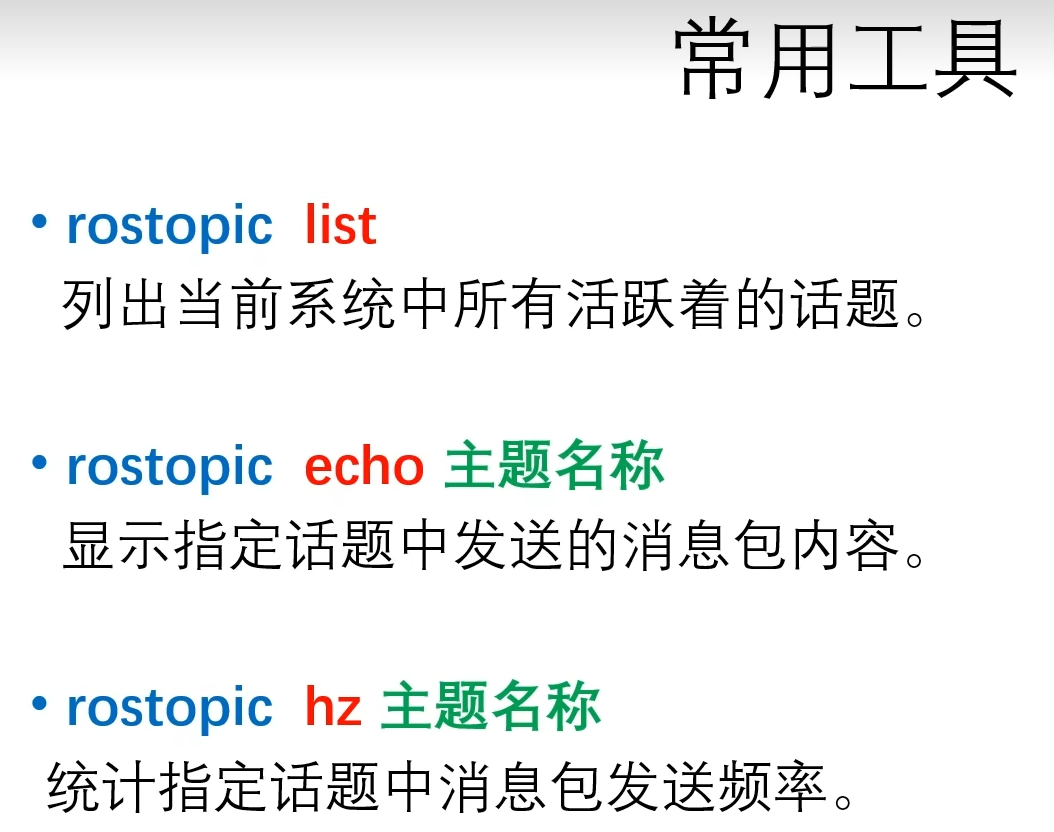 常用工具
• rostopic list
列出当前系统中所有活跃着的话题。
• rostopic echo 主题名称
显示指定话题中发送的消息包内容。
• rostopic hz 主题名称
统计指定话题中消息包发送频率。